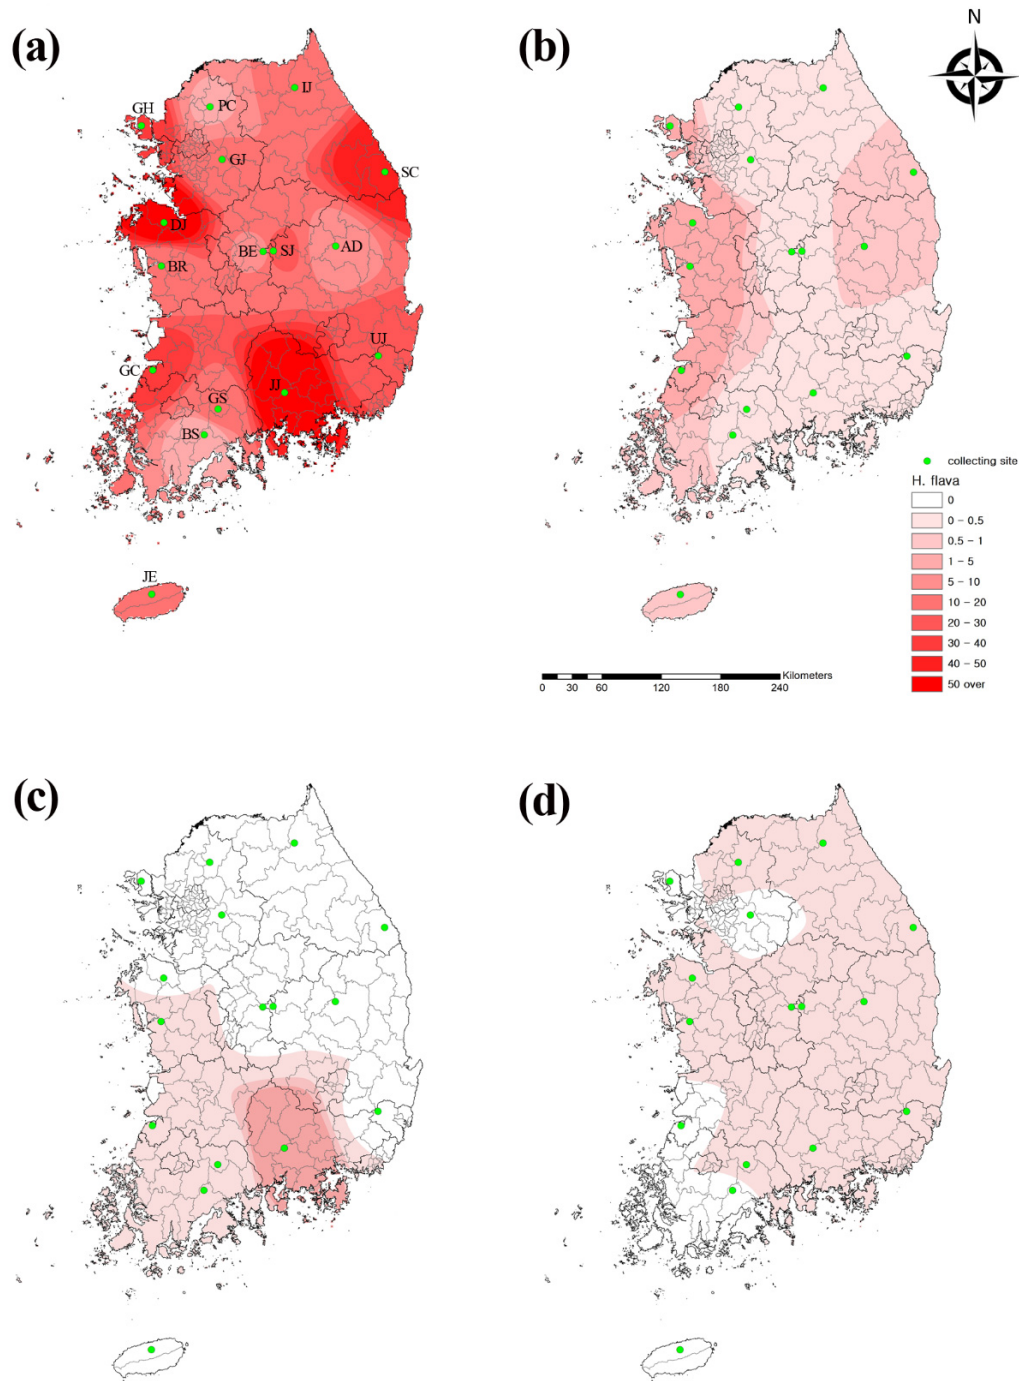 (a)
(b)
N
IJ
PC
GH
GJ
SC
DJ
BE
SJ
AD
BR
UJ
GC
JJ
GS
BS
JE
collecting site
H. flava
0
0 - 0.5
0.5 - 1
1 - 5
5 - 10
10 - 20
20 - 30
30 - 40
40 - 50
50 over
Kilometers
0 15 30 60 120 180 240
(c)
(d)